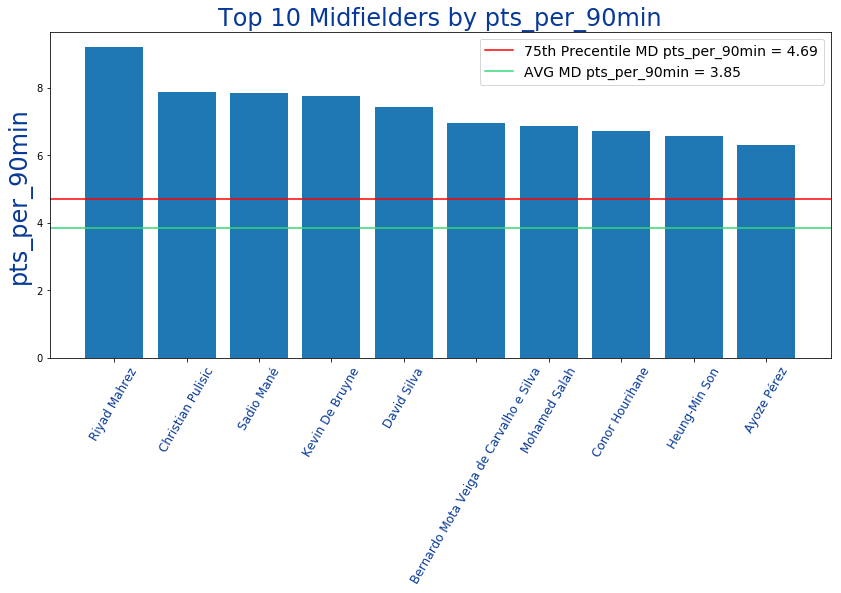 Top 10 Midfielders by pts_per_90min
75th Precentile MD pts_per_90min = 4.69
AVG MD pts_per_90min = 3.85
pts_per_90min
8
6
4
2
0
Riyad Mahrez
Christian Pulisic
Sadio Mané
Kevin De Bruyne
David Silva
Bernardo Mota Veiga de Carvalho e Silva
Mohamed Salah
Conor Hourihane
Heung-Min Son
Ayoze Pérez